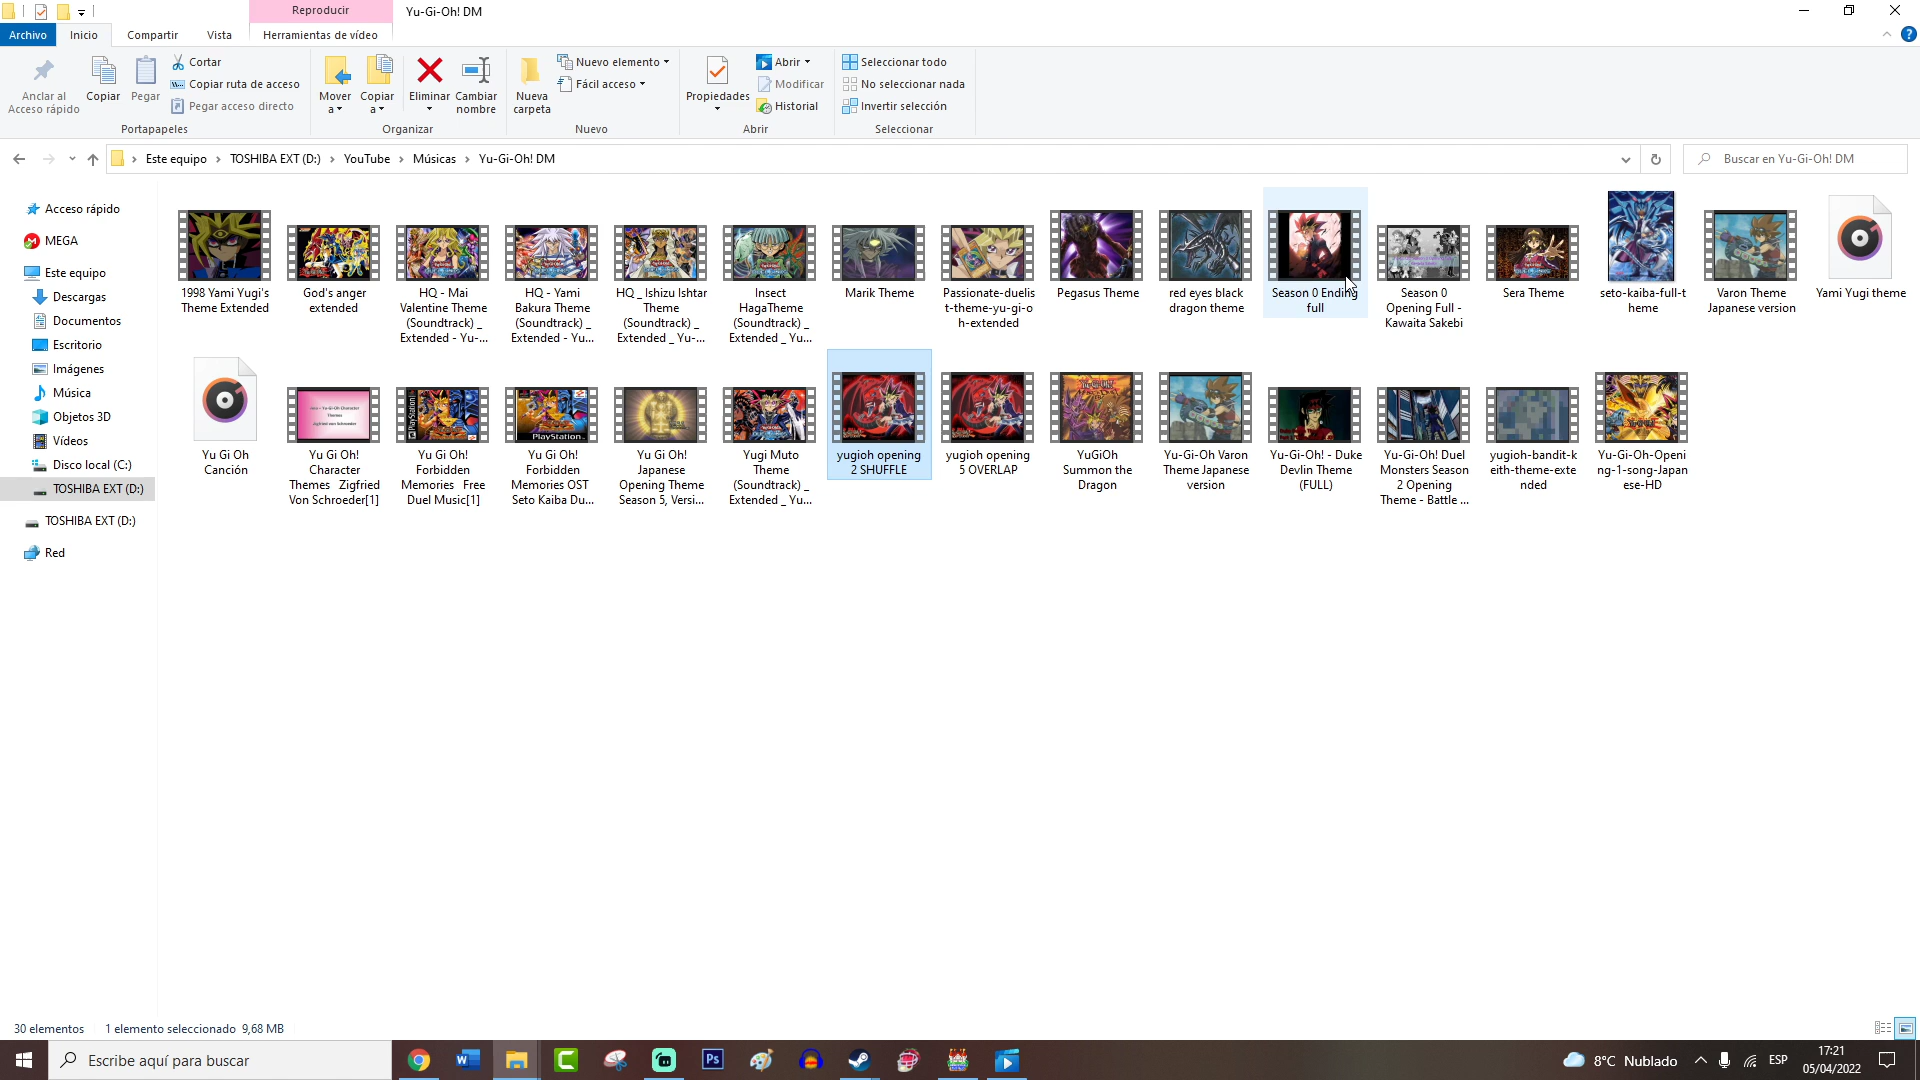 Reproducir
Yu-Gi-Oh! DM
Archivo
Inicio
Compartir
Vista
Herramientas de vídeo
Anclar al
Acceso rápido
Copiar
Pegar
Cortar
Copiar ruta de acceso
Pegar acceso directo
Portapapeles
Mover
a
Copiar
a
Eliminar
Cambiar
nombre
Organizar
Nueva
carpeta
Nuevo elemento
Fácil acceso
Nuevo
Propiedades
Abrir
Modificar
Historial
Abrir
Seleccionar todo
No seleccionar nada
Invertir selección
Seleccionar
Este equipo
TOSHIBA EXT (D:)
YouTube
Músicas
Yu-Gi-Oh! DM
Buscar en Yu-Gi-Oh! DM
Acceso rápido
MEGA
Este equipo
Descargas
Documentos
Escritorio
Imágenes
Música
Objetos 3D
Vídeos
Disco local (C:)
TOSHIBA EXT (D:)
TOSHIBA EXT (D:)
Red
1998 Yami Yugi's
Theme Extended
God's anger
extended
HQ - Mai
Valentine Theme
(Soundtrack) _
Extended - Yu-...
HQ - Yami
Bakura Theme
(Soundtrack) _
Extended - Yu...
HQ _ Ishizu Ishtar
Theme
(Soundtrack) _
Extended _ Yu-...
Insect
HagaTheme
(Soundtrack) _
Extended _ Yu...
Marik Theme
Passionate-duelis
t-theme-yu-gi-o
h-extended
Pegasus Theme
red eyes black
dragon theme
Season 0 Ending
full
Season 0
Opening Full -
Kawaita Sakebi
Sera Theme
seto-kaiba-full-t
heme
Varon Theme
Japanese version
Yami Yugi theme
Yu Gi Oh
Canción
Yu Gi Oh!
Character
Themes Zigfried
Von Schroeder[1]
Yu Gi Oh!
Forbidden
Memories Free
Duel Music[1]
Yu Gi Oh!
Forbidden
Memories OST
Seto Kaiba Du...
Yu Gi Oh!
Japanese
Opening Theme
Season 5, Versi...
Yugi Muto
Theme
(Soundtrack) _
Extended _ Yu...
yugioh opening
2 SHUFFLE
yugioh opening
5 OVERLAP
YuGiOh
Summon the
Dragon
Yu-Gi-Oh Varon
Theme Japanese
version
Yu-Gi-Oh! - Duke
Devlin Theme
(FULL)
Yu-Gi-Oh! Duel
Monsters Season
2 Opening
Theme - Battle ...
yugioh-bandit-k
eith-theme-exte
nded
Yu-Gi-Oh-Openi
ng-1-song-Japan
ese-HD
30 elementos
1 elemento seleccionado 9,68 MB
Escribe aquí para buscar
Ps
8°C Nublado
ESP
17:21
05/04/2022